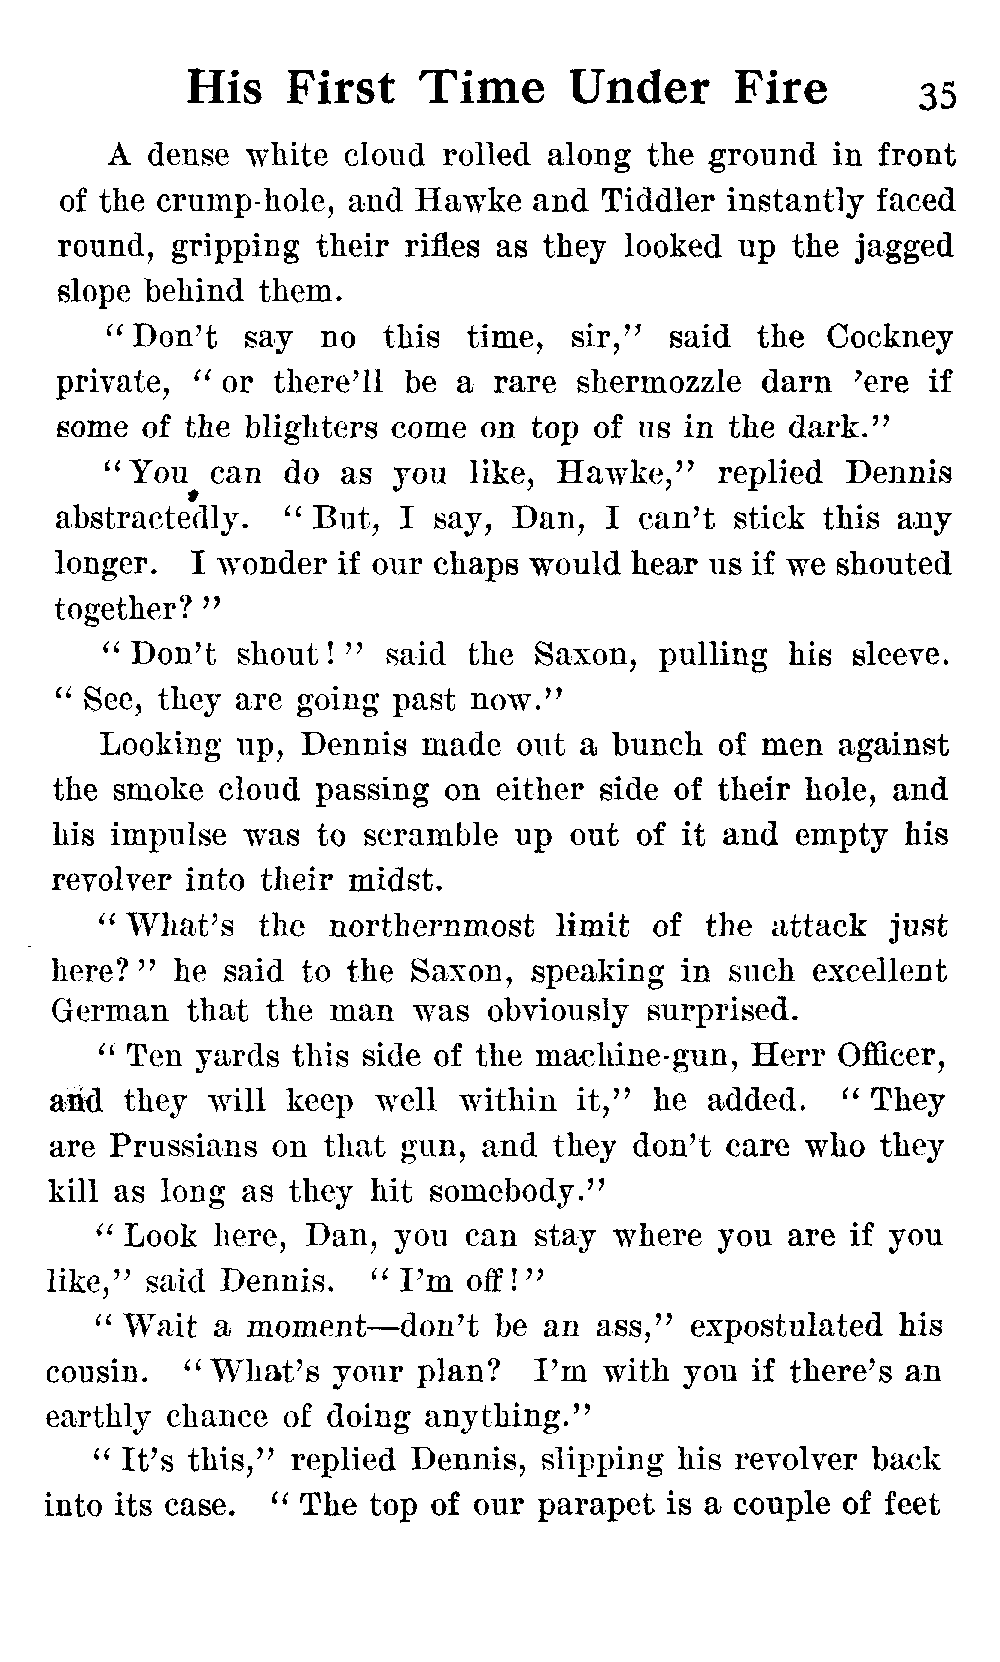 His First Time Under Fire 35
A dense white cloud rolled along the ground in front
of the crump-hole, and Hawke and Tiddler instantly faced
round, gripping their rifles as they looked up the jagged
slope behind them.
“Don’t say no this time, sir,” said the Cockney
private, “or there’ll be a rare shermozzle darn ’ere if
some of the blighters come on top of us in the dark.”
“You can do as you like, Hawke,” replied Dennis
abstractedly. “But, I say, Dan, I can’t stick this any
longer. I wonder if our chaps would hear us if we shouted
together?”
“Don’t shout!” said the Saxon, pulling his sleeve.
“See, they are going past now.”
Looking up, Dennis made out a bunch of men against
the smoke cloud passing on either side of their hole, and
his impulse was to scramble up out of it and empty his
revolver into their midst.
“What’s the northernmost limit of the attack just
here?” he said to the Saxon, speaking in such excellent
German that the man was obviously surprised.
“Ten yards this side of the machine-gun, Herr Officer,
and they will keep well within it,” he added. “They
are Prussians on that gun, and they don’t care who they
kill as long as they hit somebody.”
“Look here, Dan, you can stay where you are if you
like,” said Dennis. “I’m off!”
“Wait a moment—don’t be an ass,” expostulated his
cousin. “What’s your plan? I’m with you if there’s an
earthly chance of doing anything.”
“It’s this,” replied Dennis, slipping his revolver back
into its case. “The top of our parapet is a couple of feet